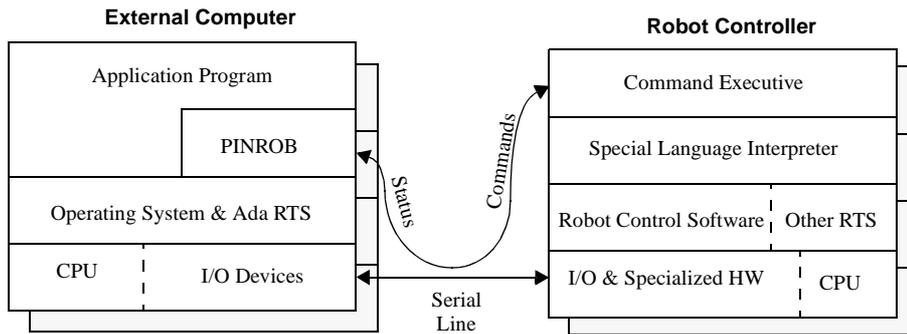 External Computer
Application Program
PINROB
Operating System & Ada RTS
CPU
I/O Devices
Status
Commands
Serial
Line
Robot Controller
Command Executive
Special Language Interpreter
Robot Control Software
Other RTS
I/O & Specialized HW
CPU